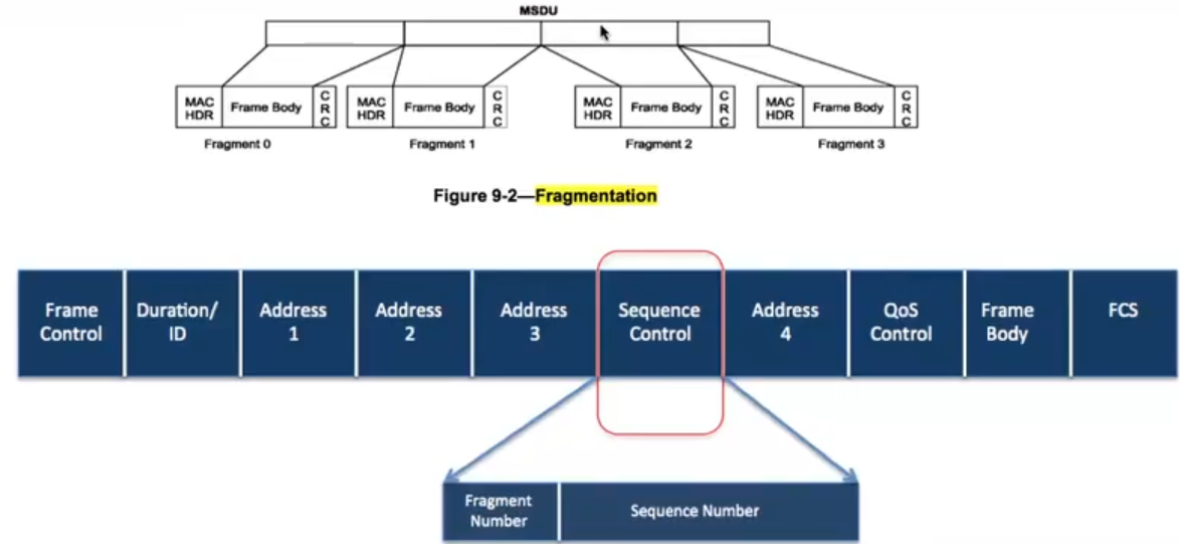 MSDU
MAC HDR Frame Body CRC MAC HDR Frame Body CRC MAC HDR Frame Body CRC MAC HDR Frame Body CRC
Fragment 0 Fragment 1 Fragment 2 Fragment 3
Figure 9-2—Fragmentation
Frame Control Duration/ID Address 1 Address 2 Address 3 Sequence Control Address 4 QoS Control Frame Body FCS
Fragment Number Sequence Number